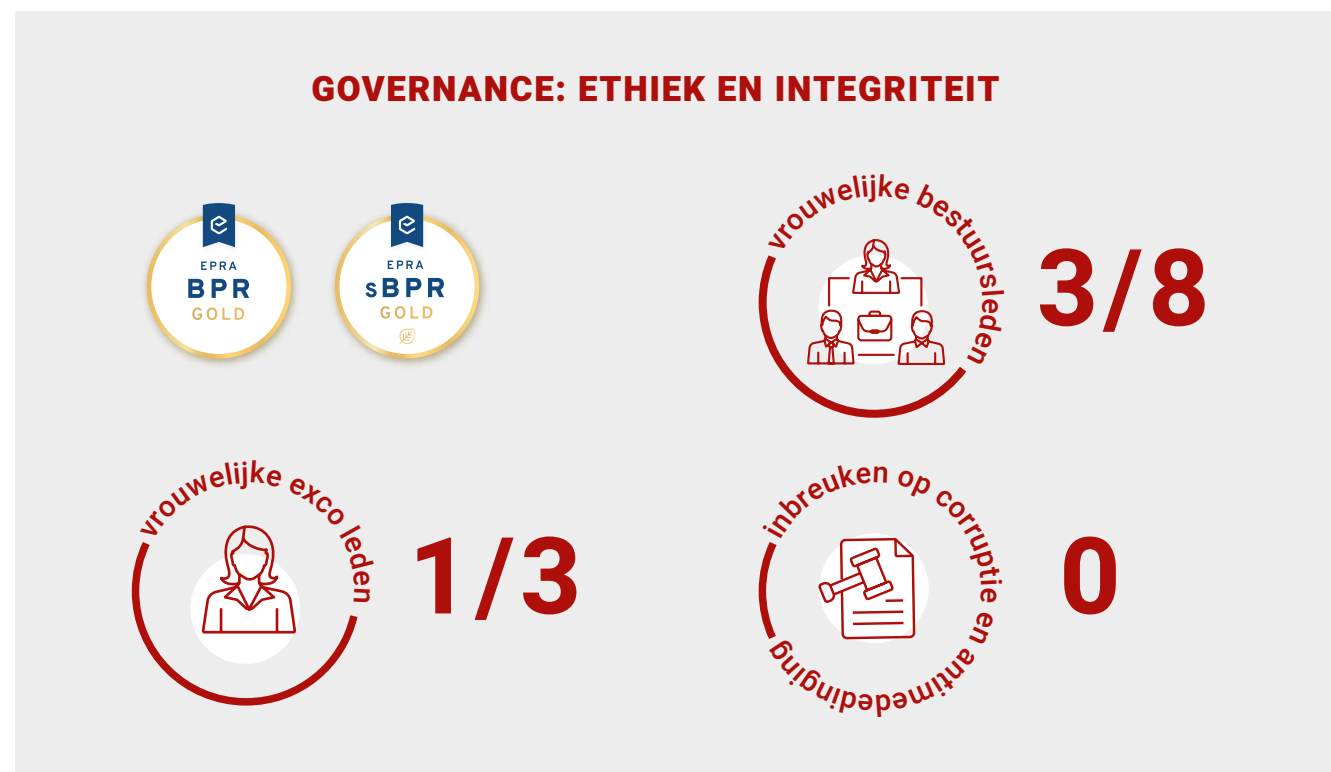 GOVERNANCE: ETHIEK EN INTEGRITEIT
EPRA
BPR
GOLD
EPRA
sBPR
GOLD
vrouwelijke bestuursleden
3/8
vrouwelijke exco leden
1/3
inbreuken op corruptie en antimededinging
0